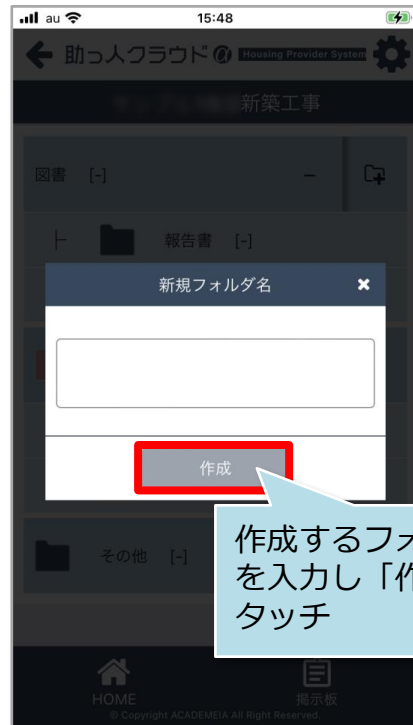 au 15:48
助っ人クラウドα Housing Provider System
新築工事
図書 [-] −
├ 報告書 [-]
新規フォルダ名 ×
作成
その他 [-]
作成するフォ
を入力し「作
タッチ
HOME 掲示板
© Copyright ACADEMEIA All Right Reserved.